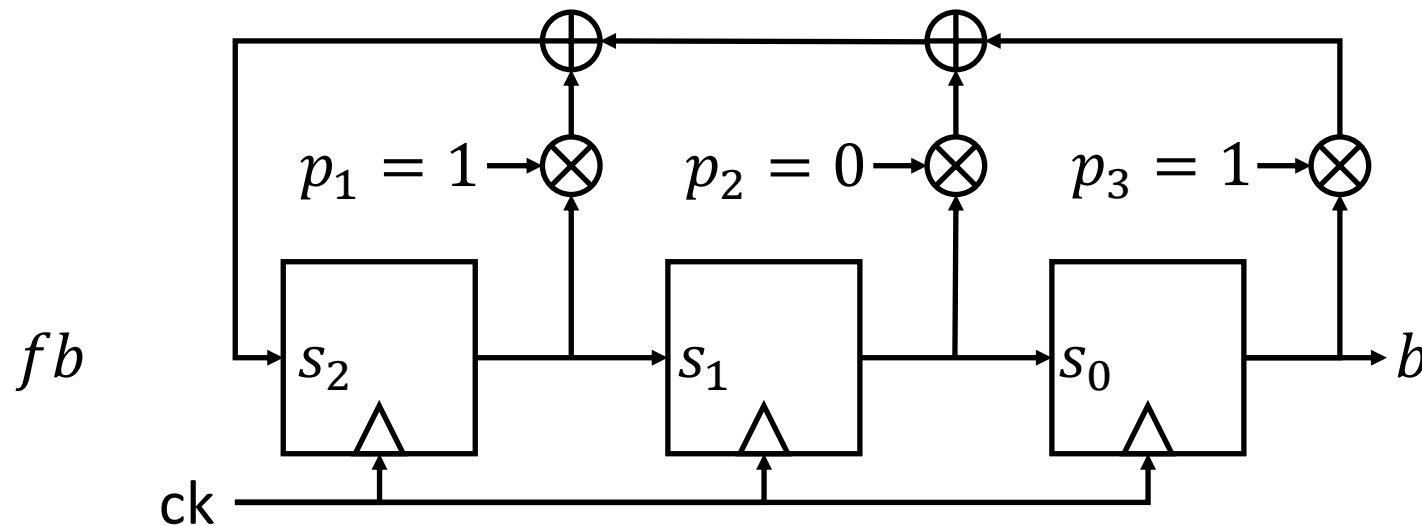 p₁ = 1 p₂ = 0 p₃ = 1
fb s₂ s₁ s₀ b
ck